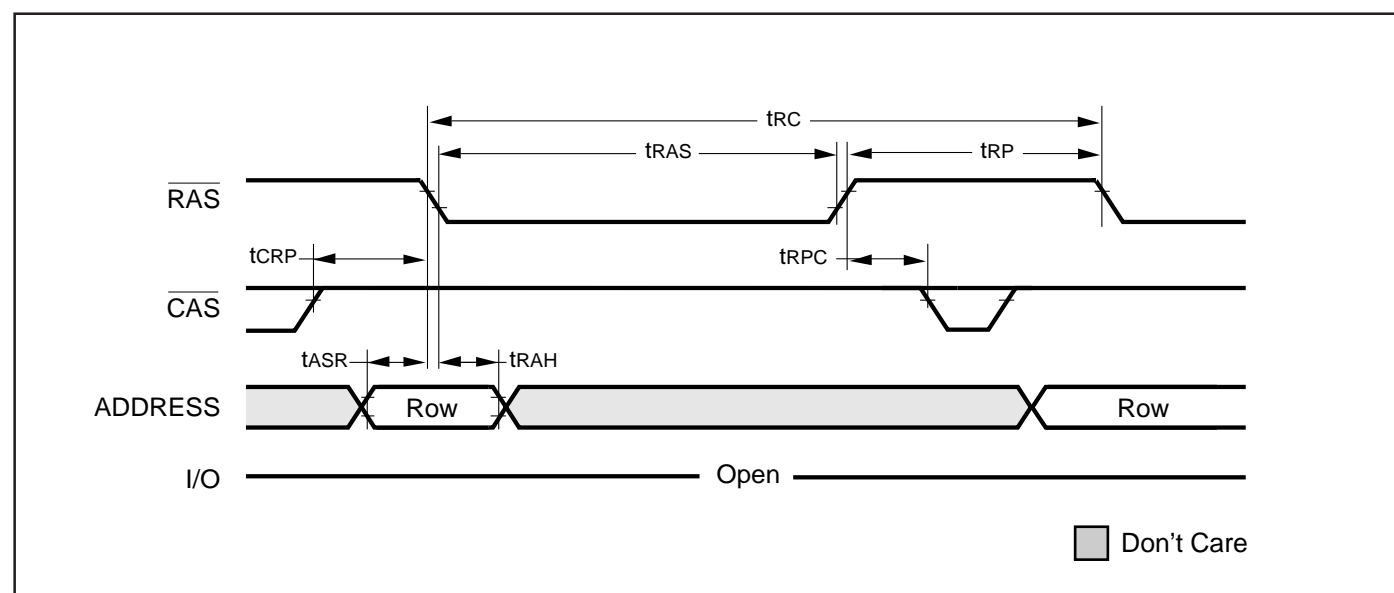 tRC
tRAS
tRP
RAS
tCRP
tRPC
CAS
tASR
tRAH
ADDRESS
Row
Row
I/O
Open
Don't Care